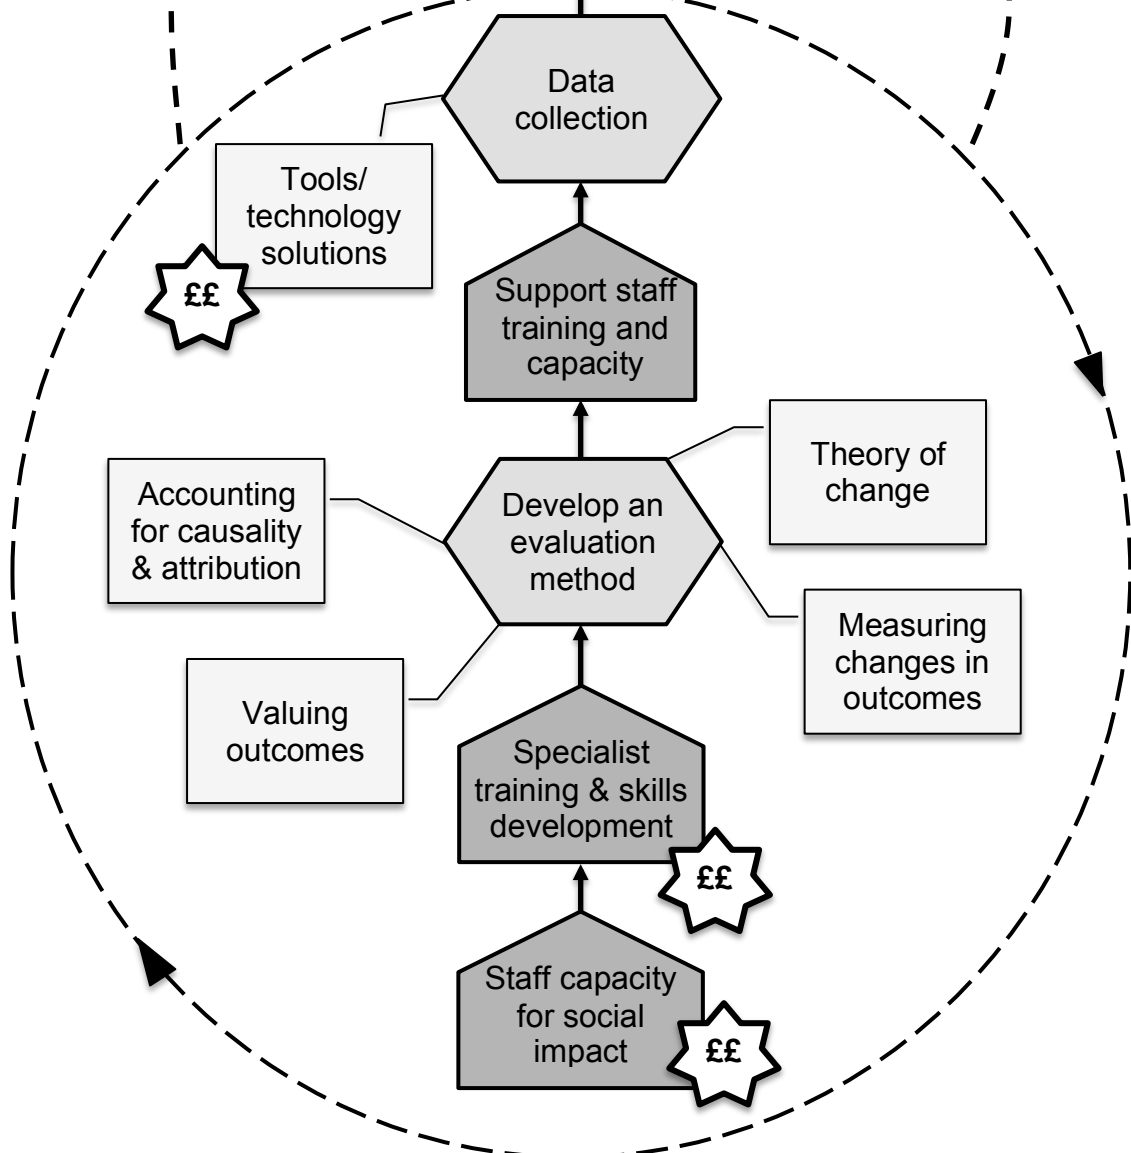 Data
collection
Tools/
technology
solutions
££
Support staff
training and
capacity
Theory of
change
Accounting
for causality
& attribution
Develop an
evaluation
method
Measuring
changes in
outcomes
Valuing
outcomes
Specialist
training & skills
development
££
Staff capacity
for social
impact
££